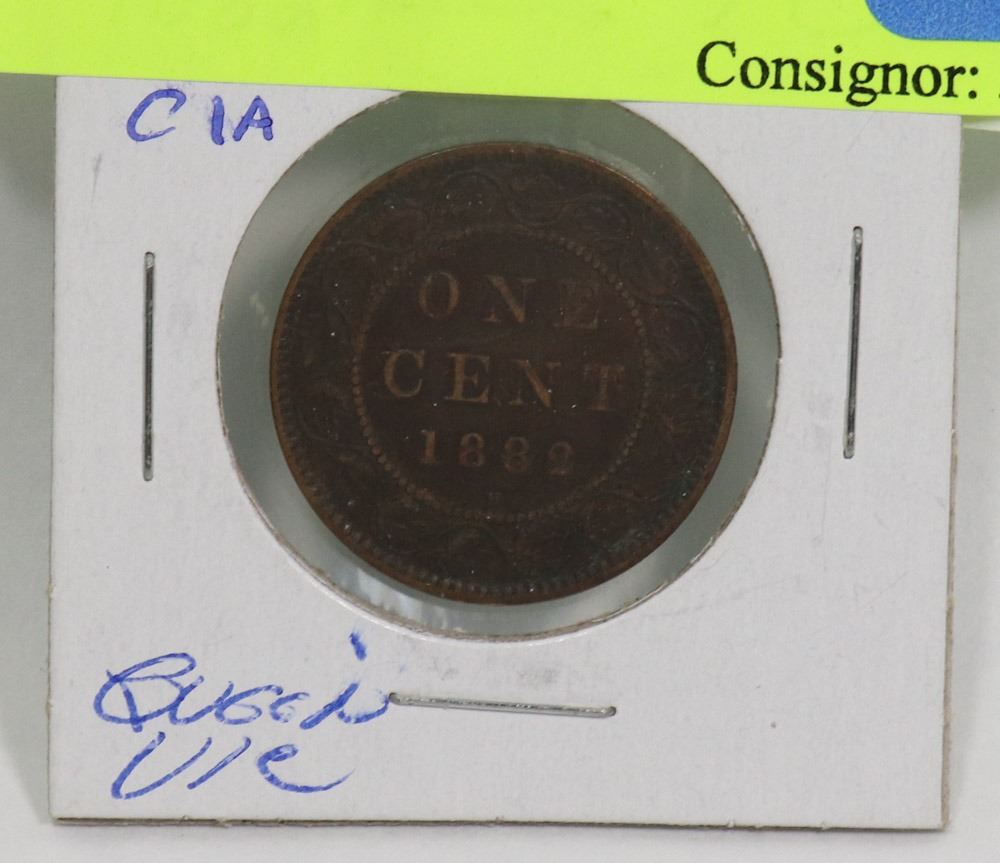 Consignor:
C 1A
ONE
CENT
1882
H
Queen
Vic